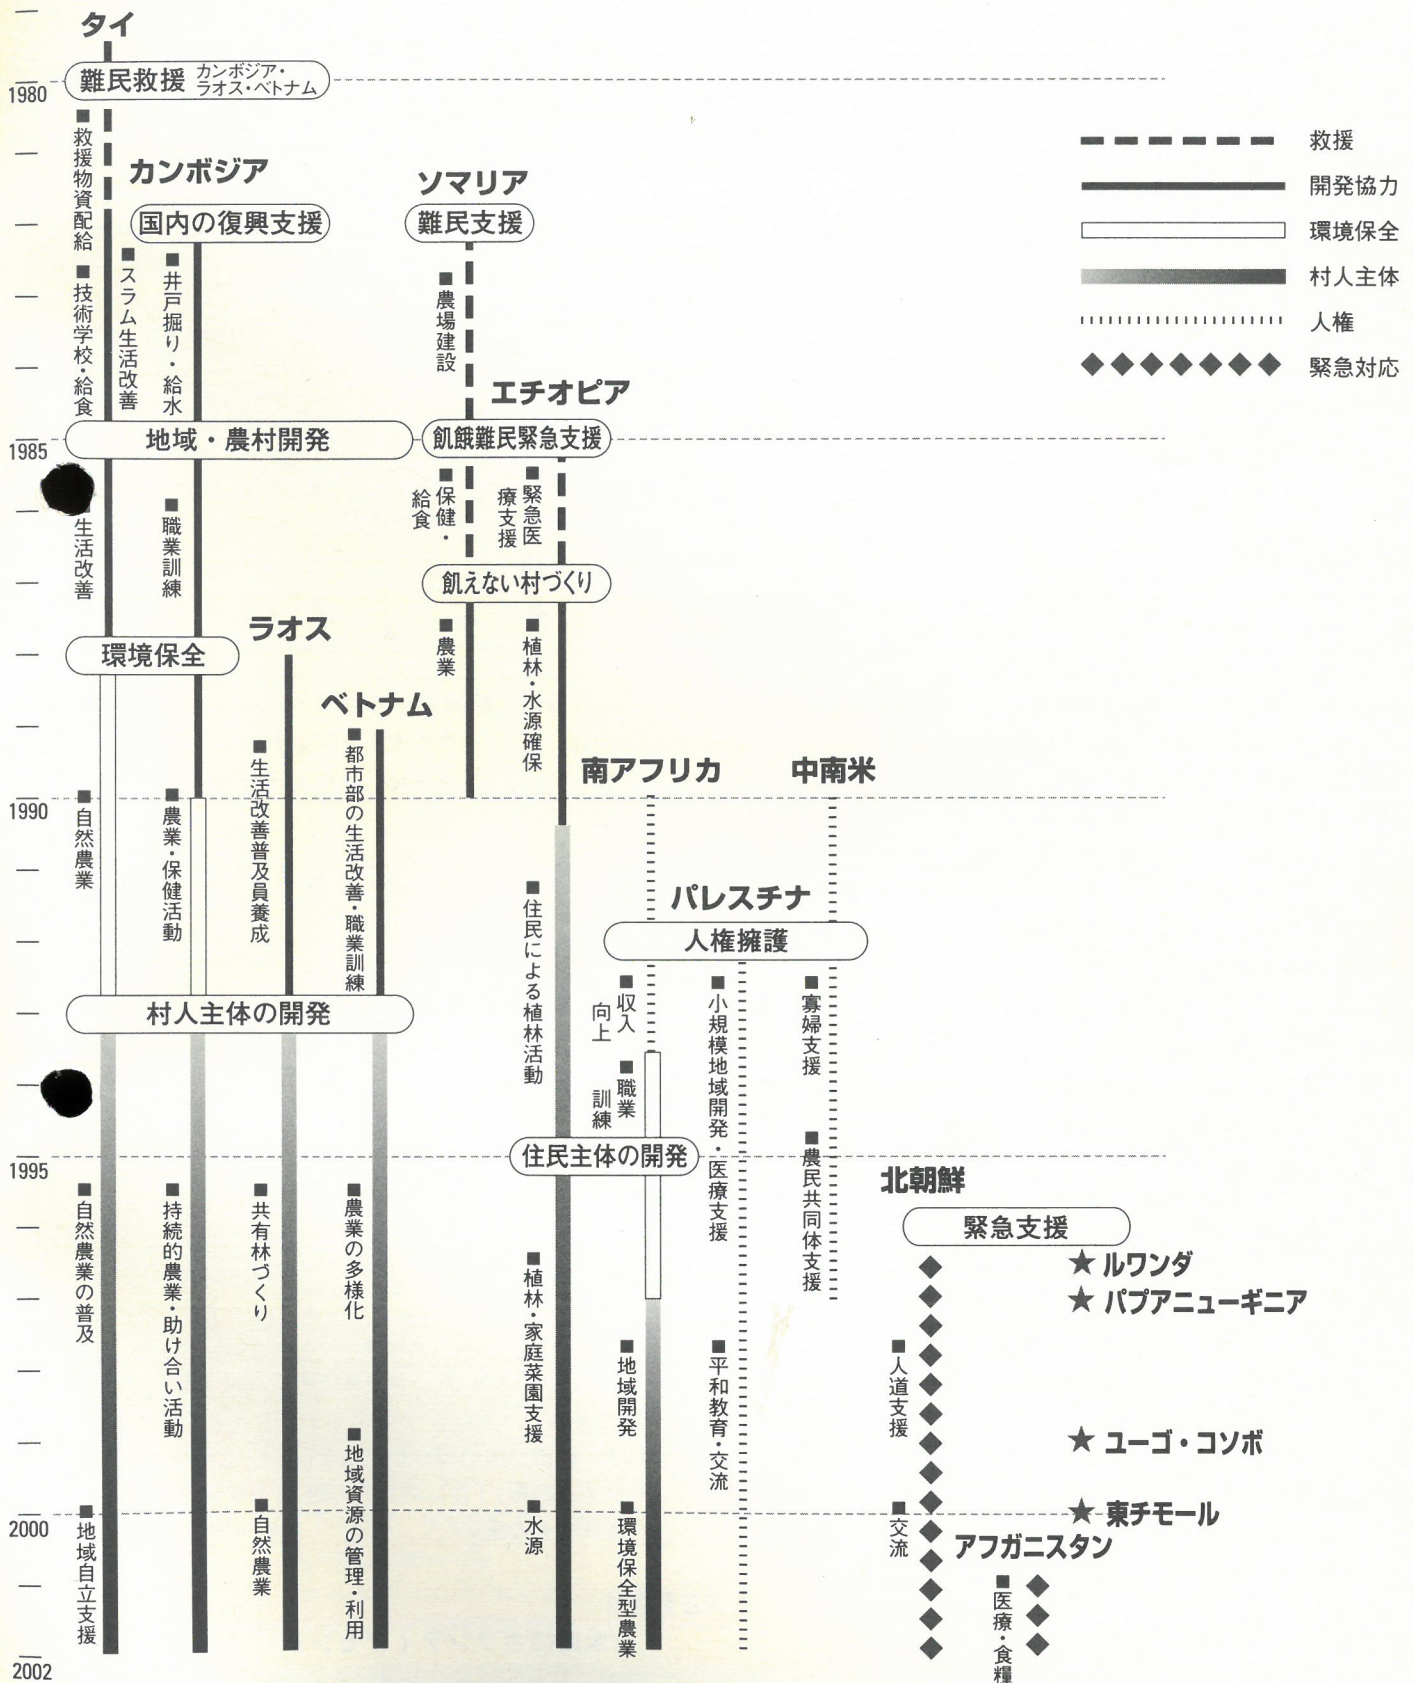 タイ
難民救援 カンボジア・
ラオス・ベトナム
1980
■救援物資配給
カンボジア
国内の復興支援
ソマリア
難民支援
救援
開発協力
環境保全
村人主体
人権
緊急対応
■技術学校・給食
■スラム生活改善
■井戸掘り・給水
■農場建設
エチオピア
1985
地域・農村開発
飢餓難民緊急支援
■生活改善
■職業訓練
■保健・
給食
■緊急医
療支援
飢えない村づくり
環境保全
ラオス
■農業
■植林・水源確保
ベトナム
■都市部の生活改善・職業訓練
■生活改善普及員養成
南アフリカ
中南米
1990
■自然農業
■農業・保健活動
■住民による植林活動
パレスチナ
人権擁護
村人主体の開発
■収入
向上
■職業
訓練
■小規模地域開発・医療支援
■寡婦支援
■農民共同体支援
住民主体の開発
1995
■自然農業の普及
■持続的農業・助け合い活動
■共有林づくり
■農業の多様化
■植林・家庭菜園支援
北朝鮮
緊急支援
★ルワンダ
★パプアニューギニア
■地域開発
■平和教育・交流
■人道支援
■地域資源の管理・利用
★ユーゴ・コソボ
2000
■地域自立支援
■自然農業
■水源
■環境保全型農業
■交流
★東チモール
アフガニスタン
■医療・食糧
2002